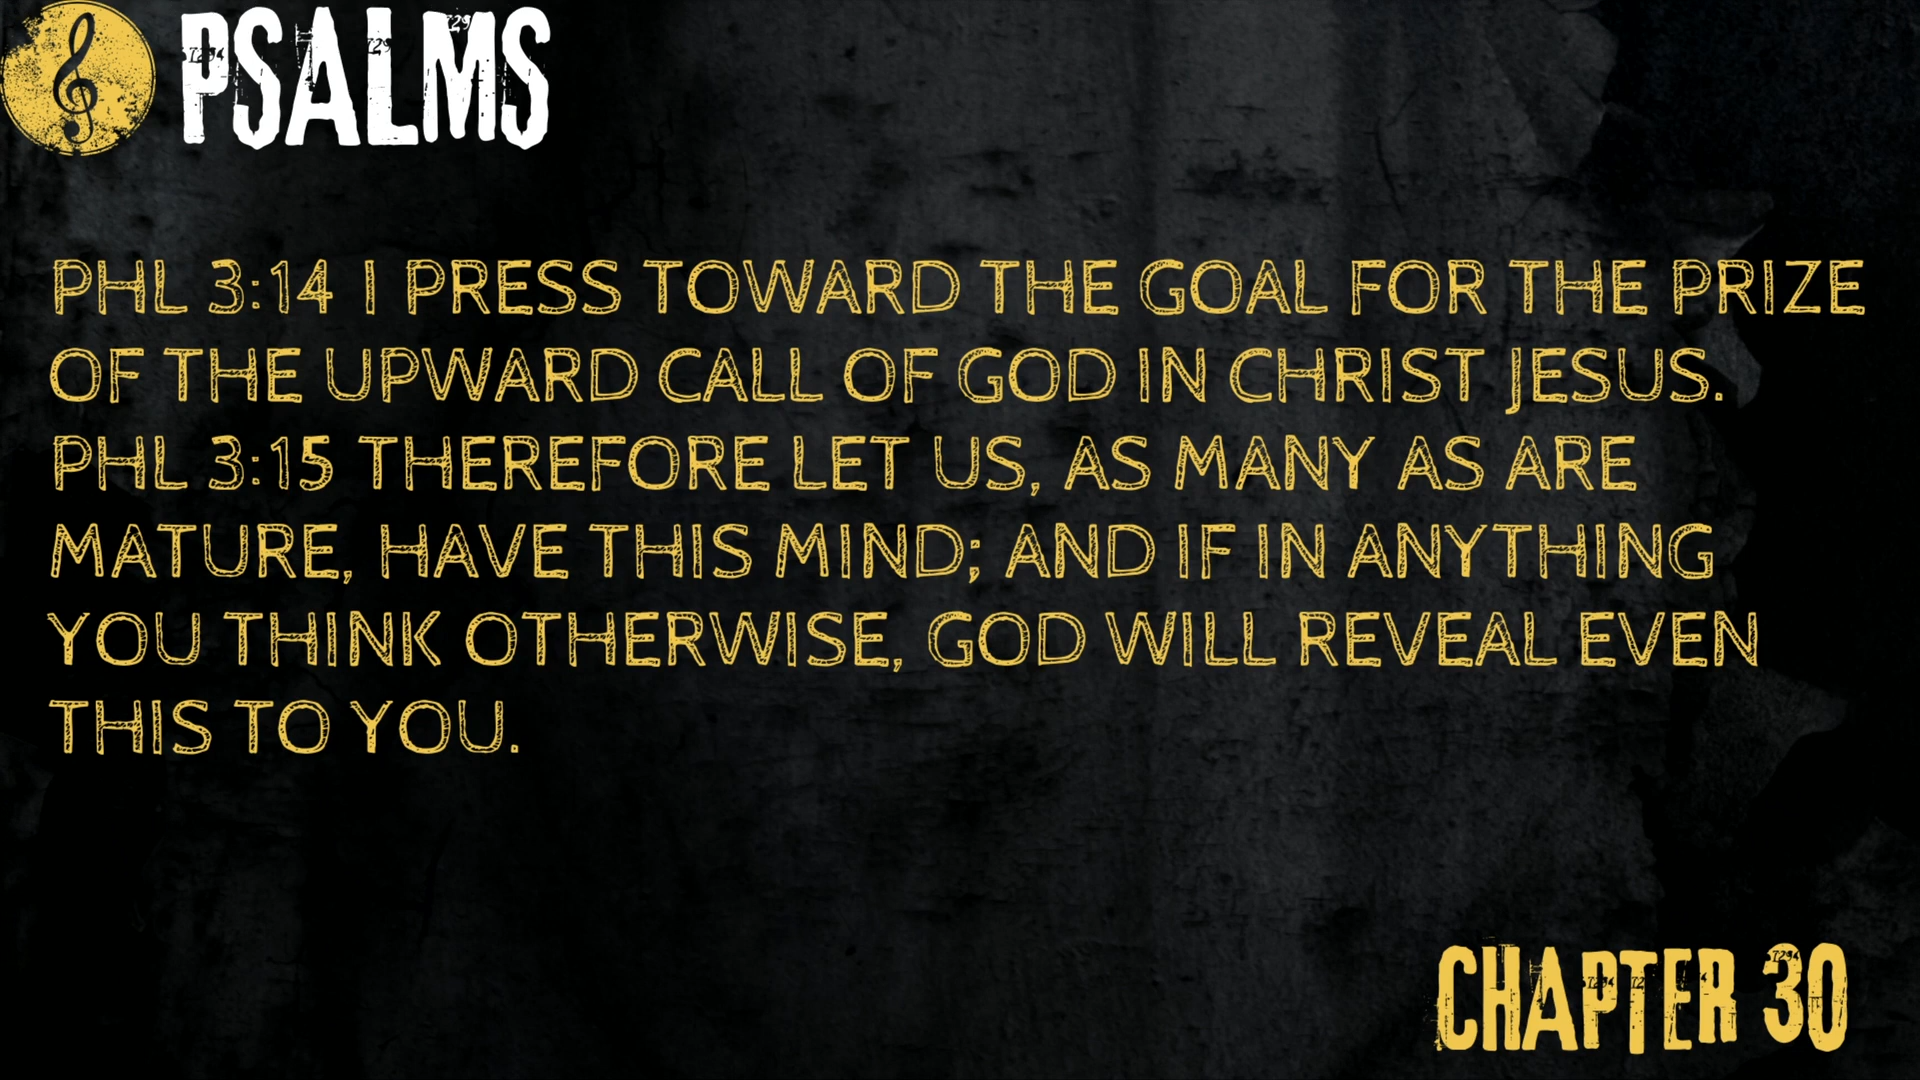 PSALMS
PHL 3:14 I PRESS TOWARD THE GOAL FOR THE PRIZE
OF THE UPWARD CALL OF GOD IN CHRIST JESUS.
PHL 3:15 THEREFORE LET US, AS MANY AS ARE
MATURE, HAVE THIS MIND; AND IF IN ANYTHING
YOU THINK OTHERWISE, GOD WILL REVEAL EVEN
THIS TO YOU.
CHAPTER 30